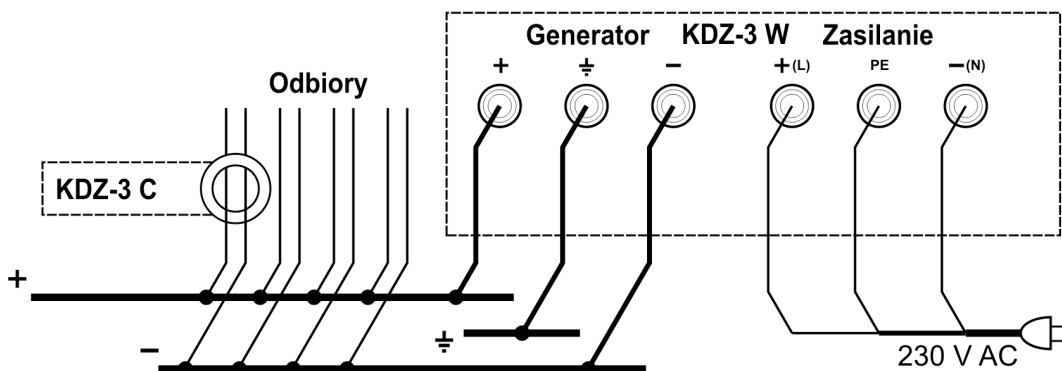 Generator KDZ-3 W Zasilanie
+ ⏚ − +(L) PE −(N)
Odbiory
KDZ-3 C
+
⏚
−
230 V AC